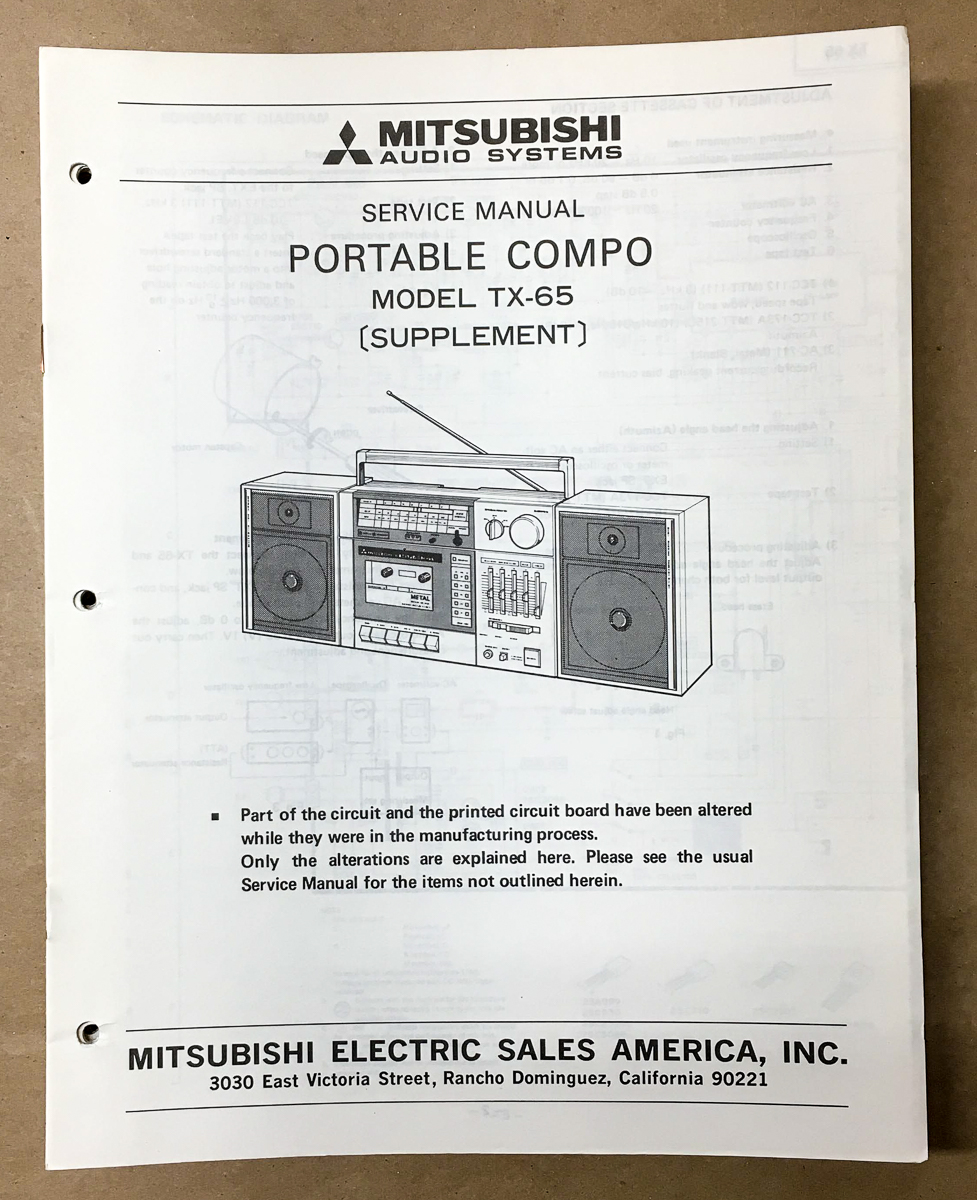 MITSUBISHI
AUDIO SYSTEMS
SERVICE MANUAL
PORTABLE COMPO
MODEL TX-65
(SUPPLEMENT)
METAL
■ Part of the circuit and the printed circuit board have been altered
while they were in the manufacturing process.
Only the alterations are explained here. Please see the usual
Service Manual for the items not outlined herein.
MITSUBISHI ELECTRIC SALES AMERICA, INC.
3030 East Victoria Street, Rancho Dominguez, California 90221